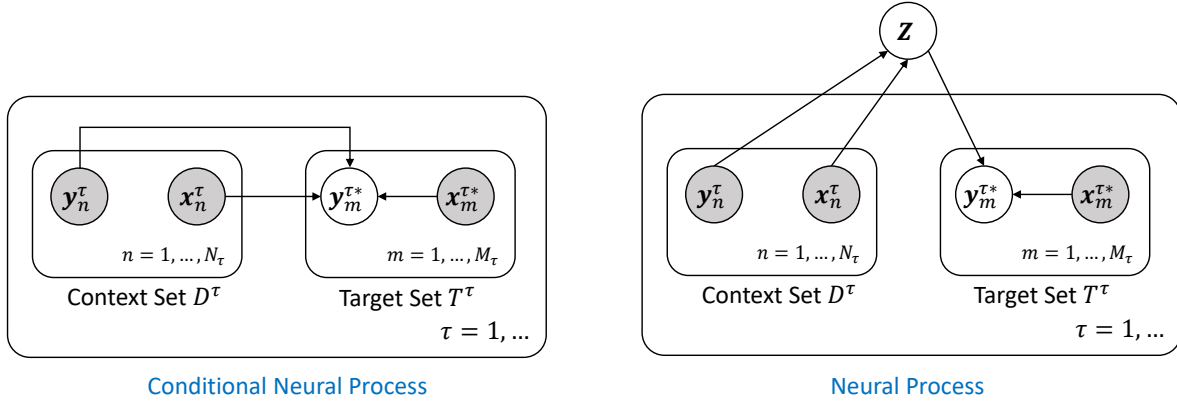 Z
y_n^τ x_n^τ y_m^{τ*} x_m^{τ*}
n = 1, ..., N_τ m = 1, ..., M_τ
Context Set D^τ Target Set T^τ
τ = 1, ...
Conditional Neural Process
y_n^τ x_n^τ y_m^{τ*} x_m^{τ*}
n = 1, ..., N_τ m = 1, ..., M_τ
Context Set D^τ Target Set T^τ
τ = 1, ...
Neural Process